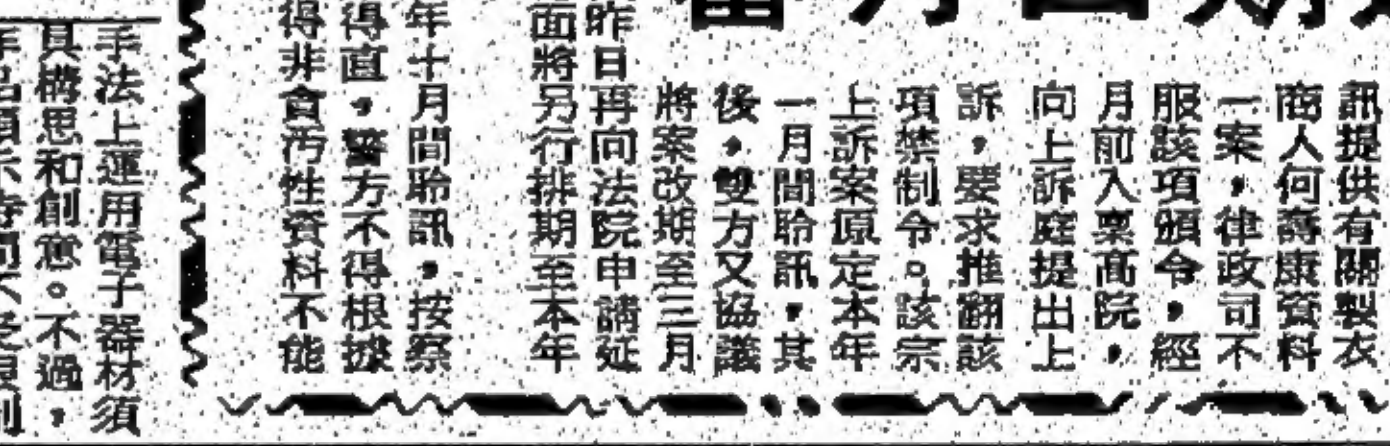 訊提供有關製衣
商人何壽康資料
一案，律政司不
服該項頒令，經
月前入稟高院，
向上訴庭提出上
訴，要求推翻該
項禁制令。該宗
上訴案原定本年
一月間聆訊，其
後，雙方又協議
將案改期至三月
昨日再向法院申請延
面將另行排期至本年
年十月間聆訊，按察
得直，警方不得根據
得非會污性資料不能
手法上運用電子器材須
具構思和創意。不過，